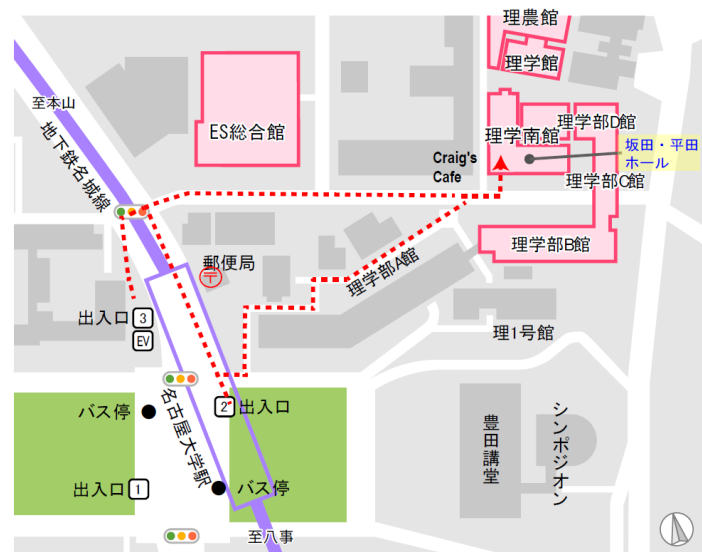 理農館
理学館
至本山
ES総合館
地下鉄名城線
理学南館
理学部D館
坂田・平田
ホール
Craig's
Cafe
理学部C館
理学部B館
郵便局
〒
理学部A館
出入口 3
EV
理1号館
バス停
2 出入口
名古屋大学駅
豊田講堂
シンポジオン
出入口 1
バス停
至八事